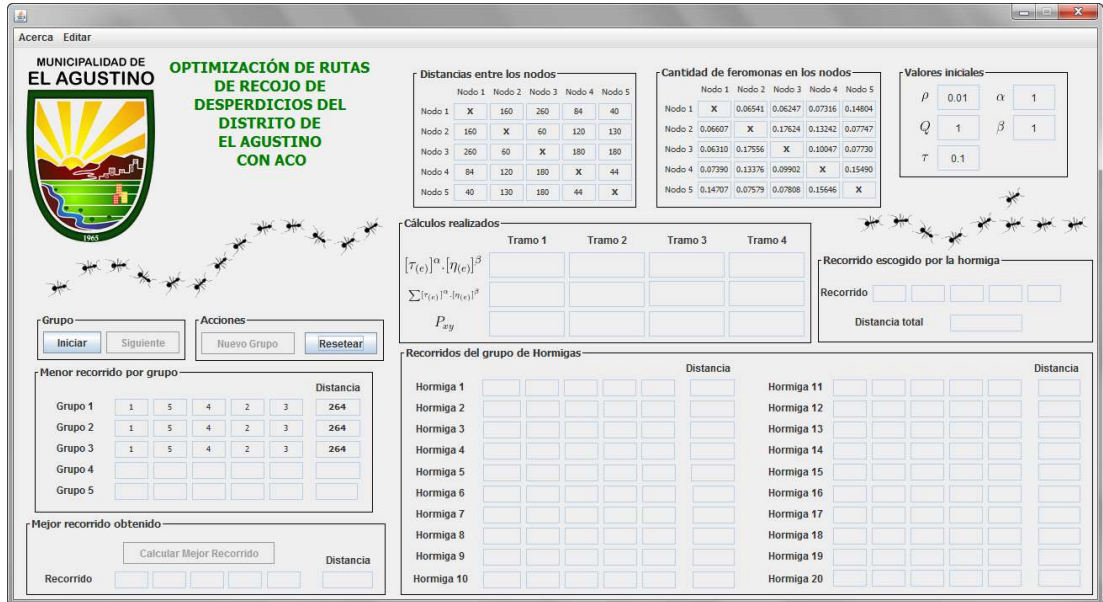 Acerca Editar
MUNICIPALIDAD DE
EL AGUSTINO
1965
OPTIMIZACIÓN DE RUTAS
DE RECOJO DE
DESPERDICIOS DEL
DISTRITO DE
EL AGUSTINO
CON ACO
Distancias entre los nodos
Nodo 1 Nodo 2 Nodo 3 Nodo 4 Nodo 5
Nodo 1 X 160 260 84 40
Nodo 2 160 X 60 120 130
Nodo 3 260 60 X 180 180
Nodo 4 84 120 180 X 44
Nodo 5 40 130 180 44 X
Cantidad de feromonas en los nodos
Nodo 1 Nodo 2 Nodo 3 Nodo 4 Nodo 5
Nodo 1 X 0.06541 0.06247 0.07316 0.14804
Nodo 2 0.06607 X 0.17624 0.13242 0.07747
Nodo 3 0.06310 0.17556 X 0.10047 0.07730
Nodo 4 0.07390 0.13376 0.09902 X 0.15490
Nodo 5 0.14707 0.07579 0.07808 0.15646 X
Valores iniciales
ρ 0.01 α 1
Q 1 β 1
τ 0.1
Cálculos realizados
Tramo 1 Tramo 2 Tramo 3 Tramo 4
[τ(e)]^α.[η(e)]^β
∑[τ(e)]^α.[η(e)]^β
P_xy
Recorrido escogido por la hormiga
Recorrido
Distancia total
Grupo
Iniciar Siguiente
Acciones
Nuevo Grupo Resetear
Menor recorrido por grupo
Distancia
Grupo 1 1 5 4 2 3 264
Grupo 2 1 5 4 2 3 264
Grupo 3 1 5 4 2 3 264
Grupo 4
Grupo 5
Mejor recorrido obtenido
Calcular Mejor Recorrido
Distancia
Recorrido
Recorridos del grupo de Hormigas
Distancia Distancia
Hormiga 1 Hormiga 11
Hormiga 2 Hormiga 12
Hormiga 3 Hormiga 13
Hormiga 4 Hormiga 14
Hormiga 5 Hormiga 15
Hormiga 6 Hormiga 16
Hormiga 7 Hormiga 17
Hormiga 8 Hormiga 18
Hormiga 9 Hormiga 19
Hormiga 10 Hormiga 20